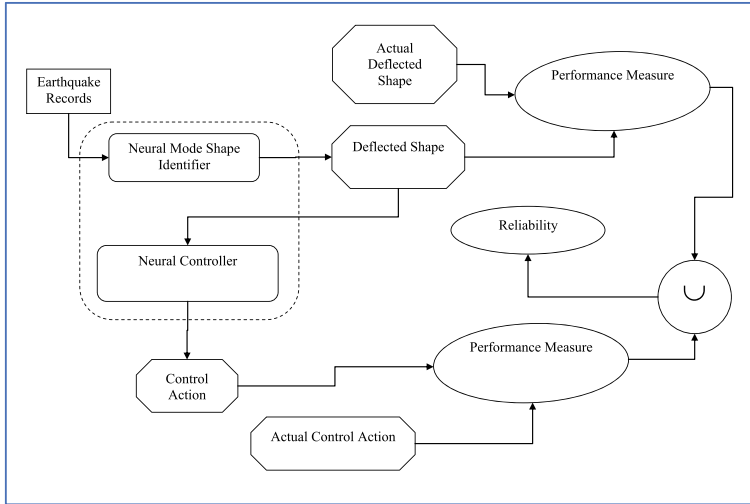 Actual
Deflected
Shape
Performance Measure
Earthquake
Records
Neural Mode Shape
Identifier
Deflected Shape
Reliability
Neural Controller
∪
Performance Measure
Control
Action
Actual Control Action